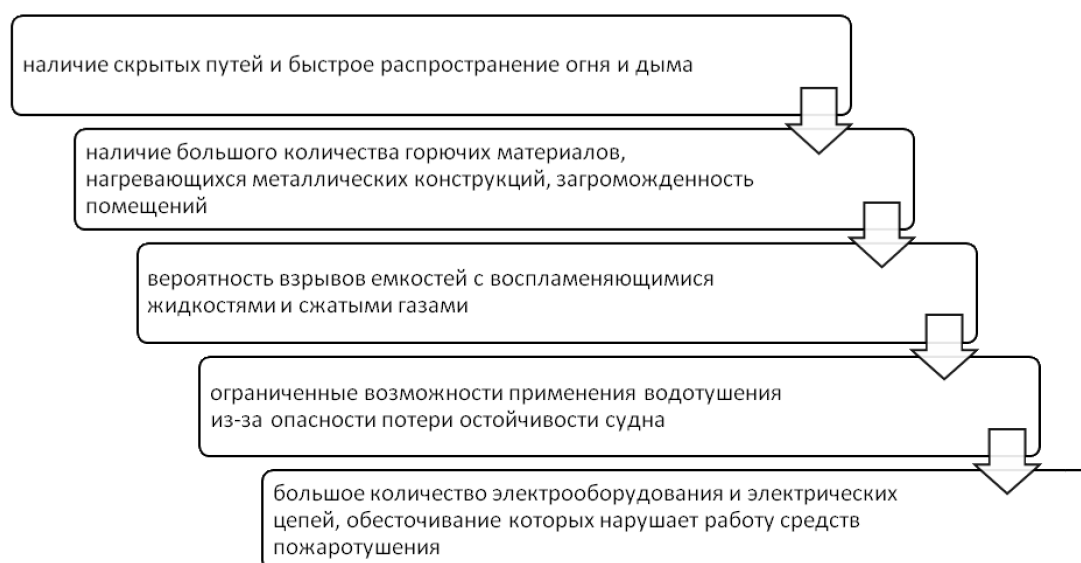 наличие скрытых путей и быстрое распространение огня и дыма
наличие большого количества горючих материалов,
нагревающихся металлических конструкций, загроможденность
помещений
вероятность взрывов емкостей с воспламеняющимися
жидкостями и сжатыми газами
ограниченные возможности применения водотушения
из-за опасности потери остойчивости судна
большое количество электрооборудования и электрических
цепей, обесточивание которых нарушает работу средств
пожаротушения